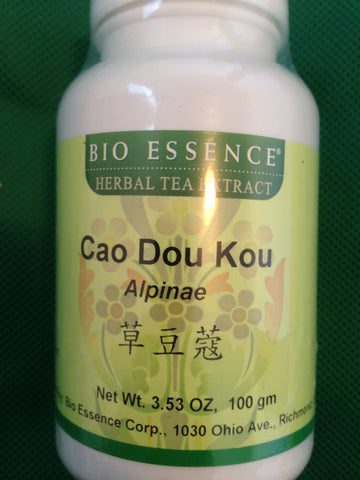 BIO ESSENCE®
HERBAL TEA EXTRACT
Cao Dou Kou
Alpinae
草豆蔻
Net Wt. 3.53 OZ, 100 gm
Bio Essence Corp., 1030 Ohio Ave., Richmond,